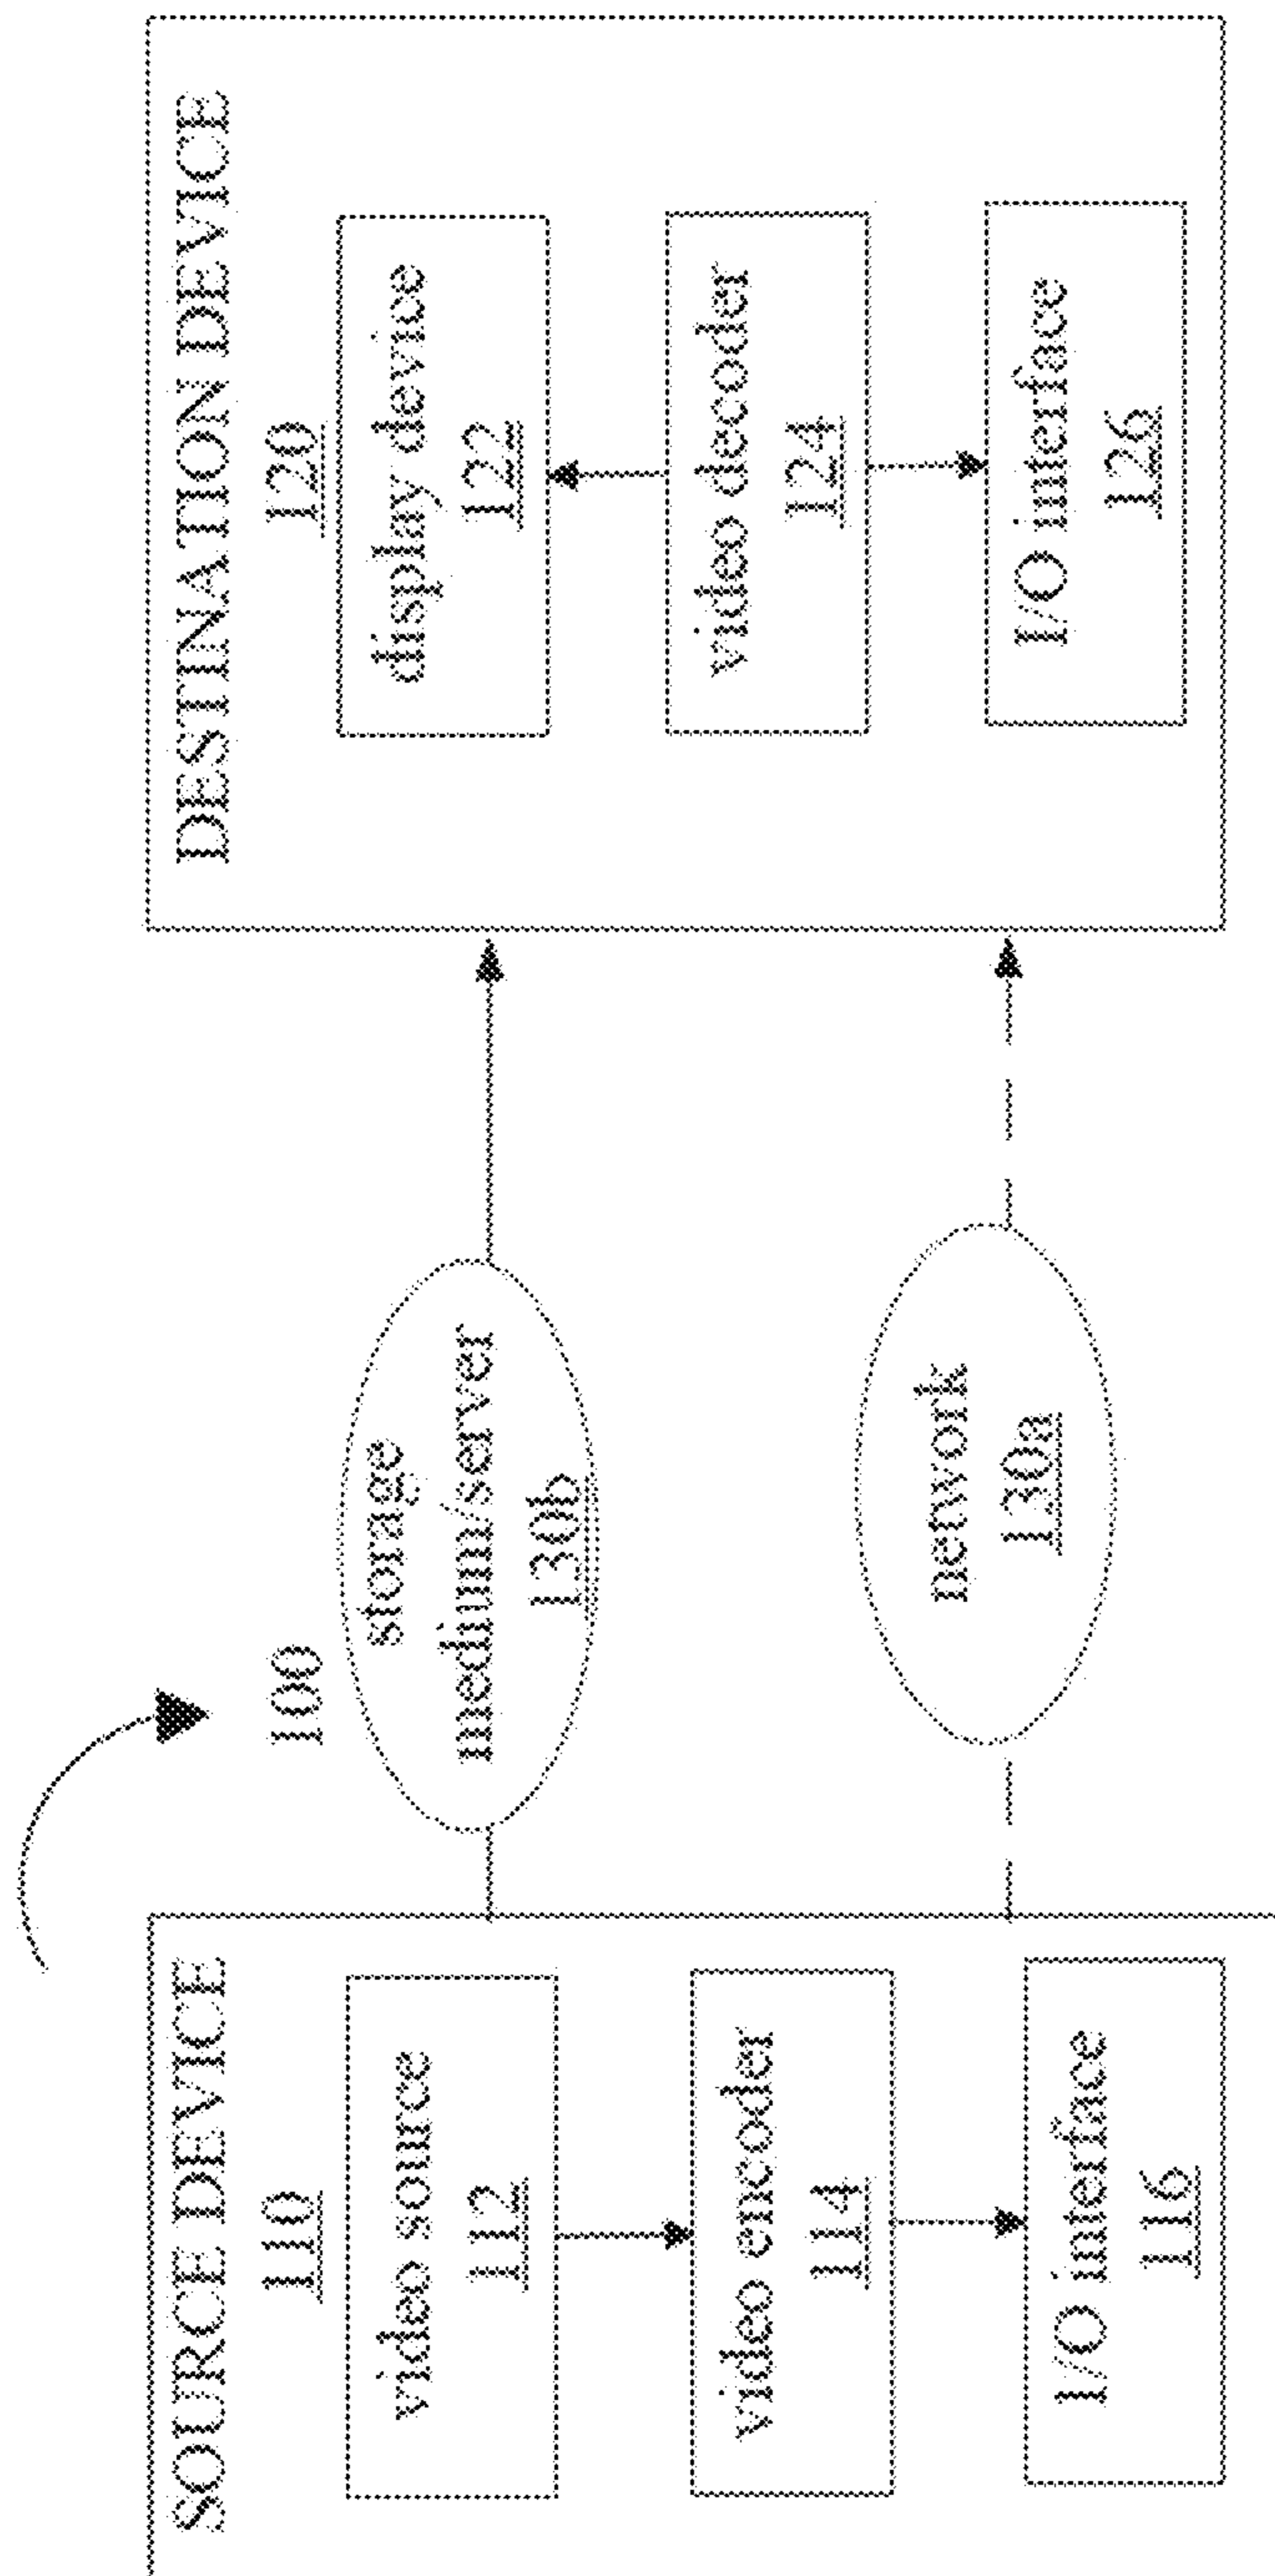 100
SOURCE DEVICE
110
video source
112
video encoder
114
I/O interface
116
storage
medium/server
130b
network
130a
DESTINATION DEVICE
120
display device
122
video decoder
124
I/O interface
126